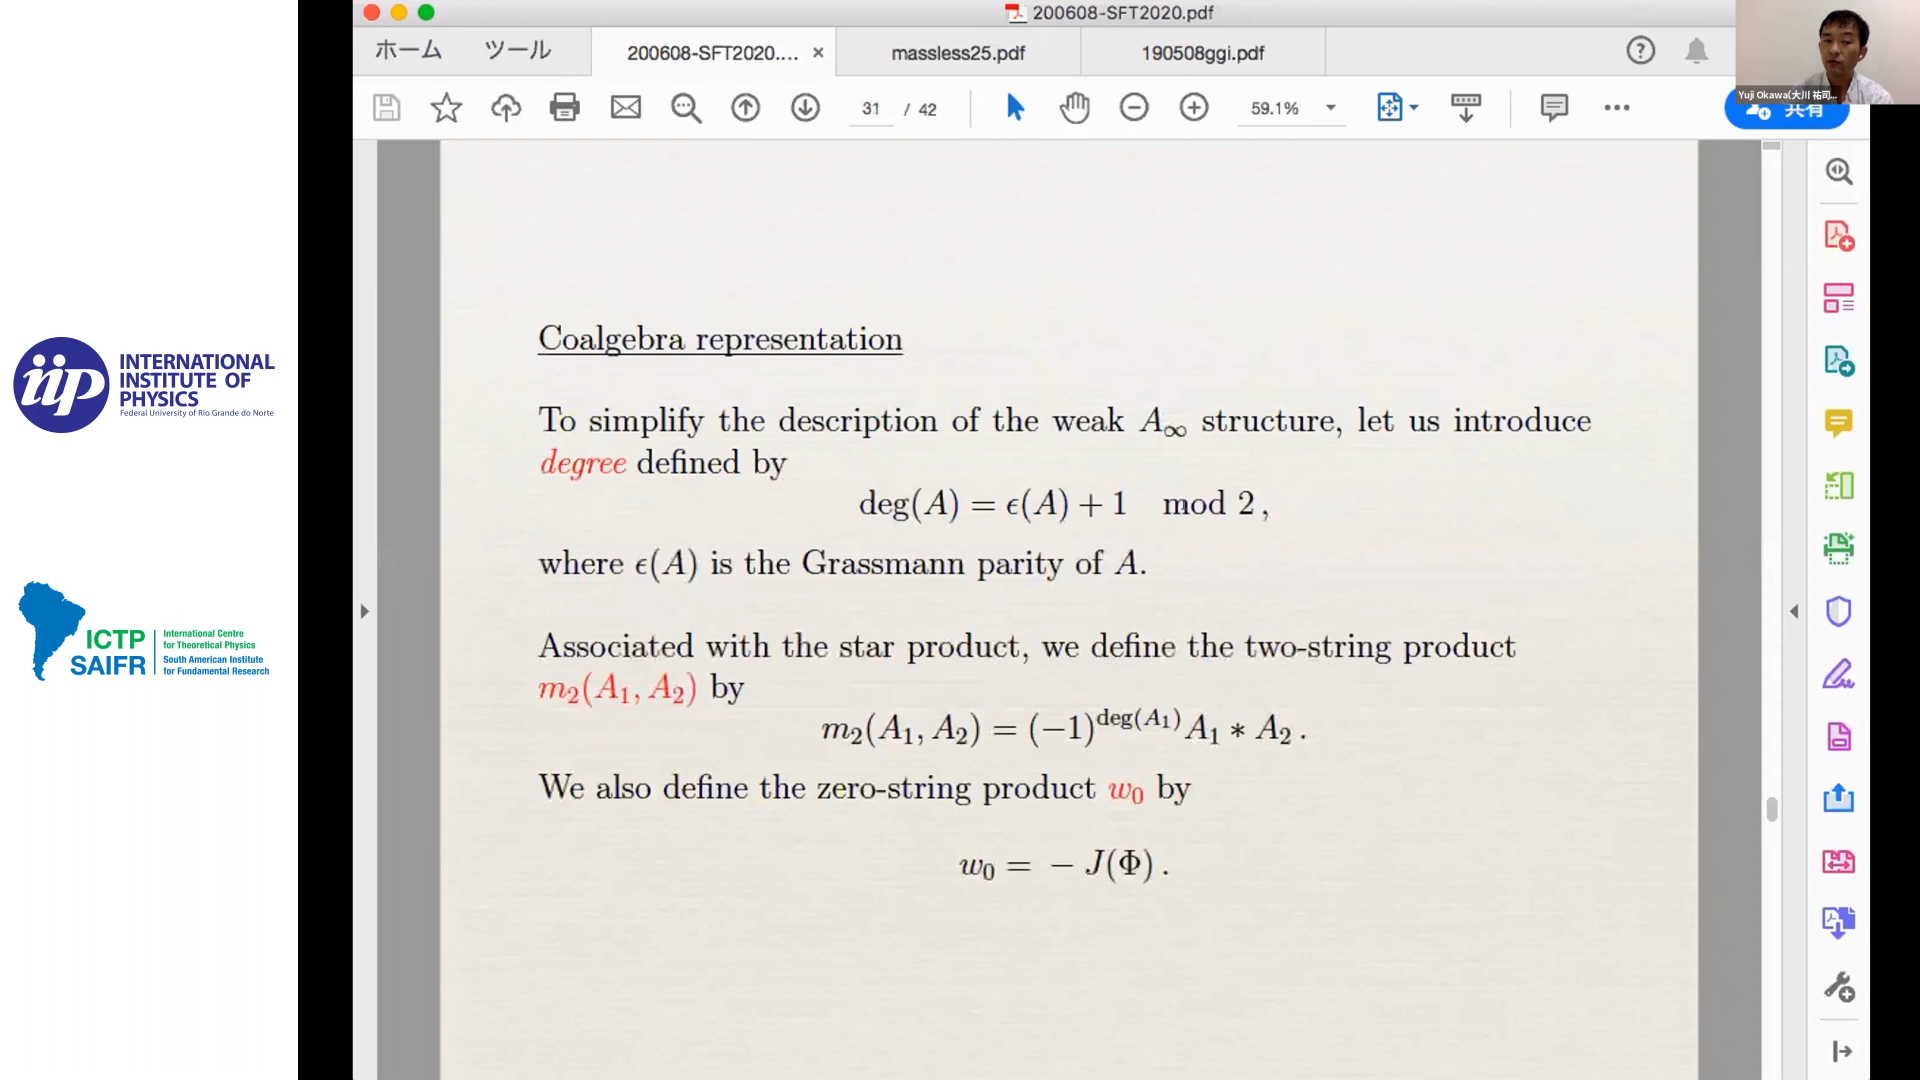 200608-SFT2020.pdf
ホーム ツール 200608-SFT2020.... × massless25.pdf 190508ggi.pdf
31 / 42 59.1% 共有
Yuji Okawa(大川 祐司...
Coalgebra representation
To simplify the description of the weak A∞ structure, let us introduce
degree defined by
deg(A) = ϵ(A) + 1 mod 2 ,
where ϵ(A) is the Grassmann parity of A.
Associated with the star product, we define the two-string product
m₂(A₁, A₂) by
m₂(A₁, A₂) = (−1)^deg(A₁) A₁ ∗ A₂ .
We also define the zero-string product w₀ by
w₀ = − J(Φ) .
iip
INTERNATIONAL
INSTITUTE OF
PHYSICS
Federal University of Rio Grande do Norte
ICTP
SAIFR
International Centre
for Theoretical Physics
South American Institute
for Fundamental Research